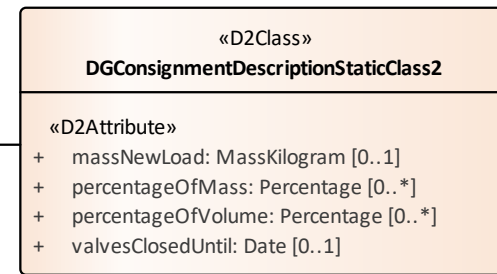 «D2Class»
DGConsignmentDescriptionStaticClass2
«D2Attribute»
+ massNewLoad: MassKilogram [0..1]
+ percentageOfMass: Percentage [0..*]
+ percentageOfVolume: Percentage [0..*]
+ valvesClosedUntil: Date [0..1]